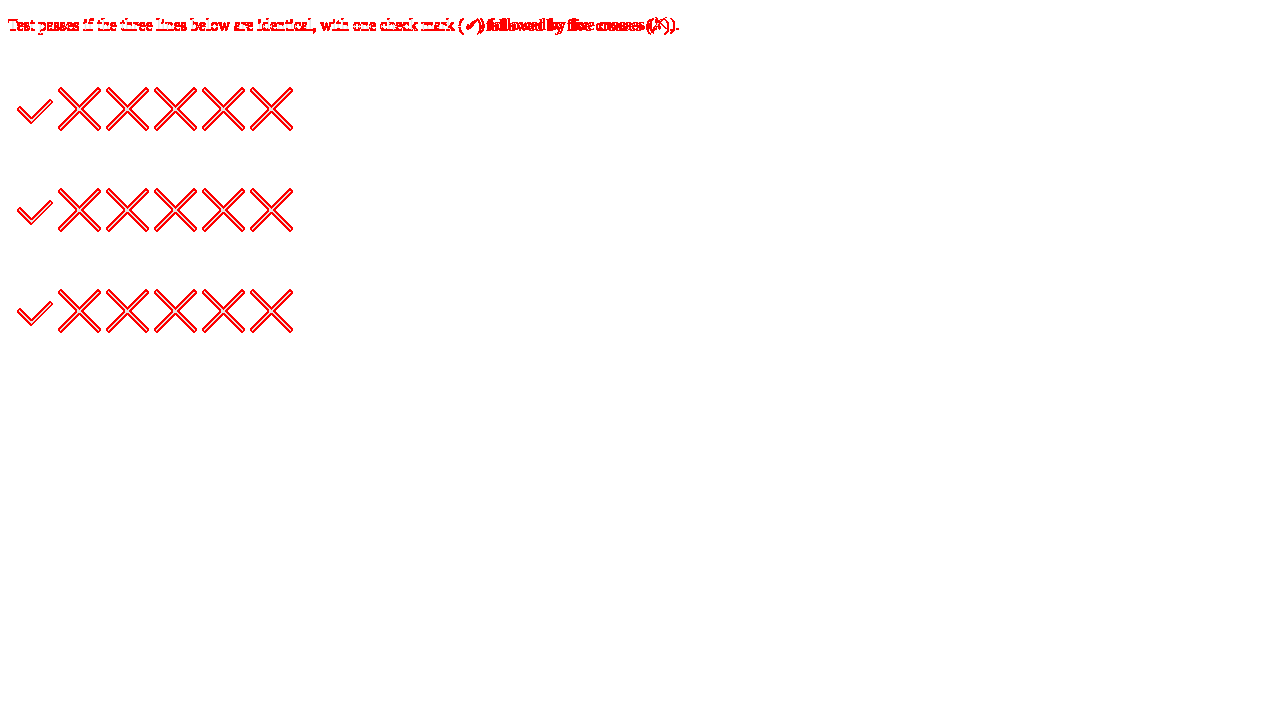 Test passes if the three lines below are identical, with one check mark (✔) followed by five crosses (╳).
✓╳╳╳╳╳
✓╳╳╳╳╳
✓╳╳╳╳╳